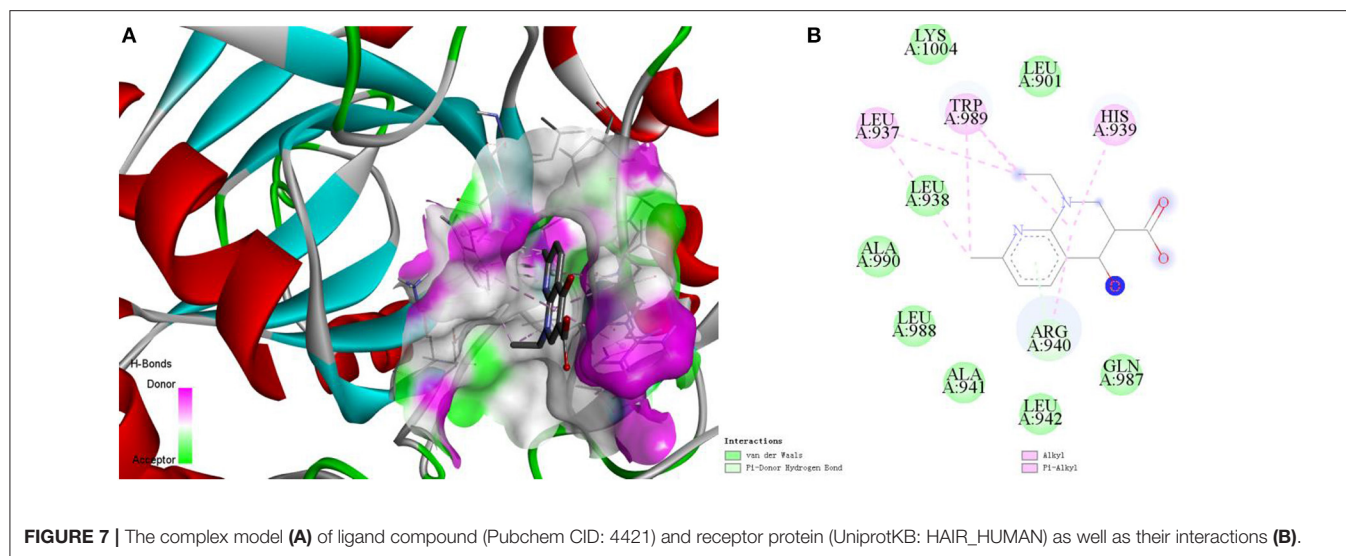 A
B
LYS
A:1004
LEU
A:901
TRP
A:989
HIS
A:939
LEU
A:937
LEU
A:938
N
N
O
O
ALA
A:990
LEU
A:988
ARG
A:940
GLN
A:987
ALA
A:941
LEU
A:942
H-Bonds
Donor
Acceptor
Interactions
van der Waals
Pi-Donor Hydrogen Bond
Alkyl
Pi-Alkyl
FIGURE 7 | The complex model (A) of ligand compound (Pubchem CID: 4421) and receptor protein (UniprotKB: HAIR_HUMAN) as well as their interactions (B).